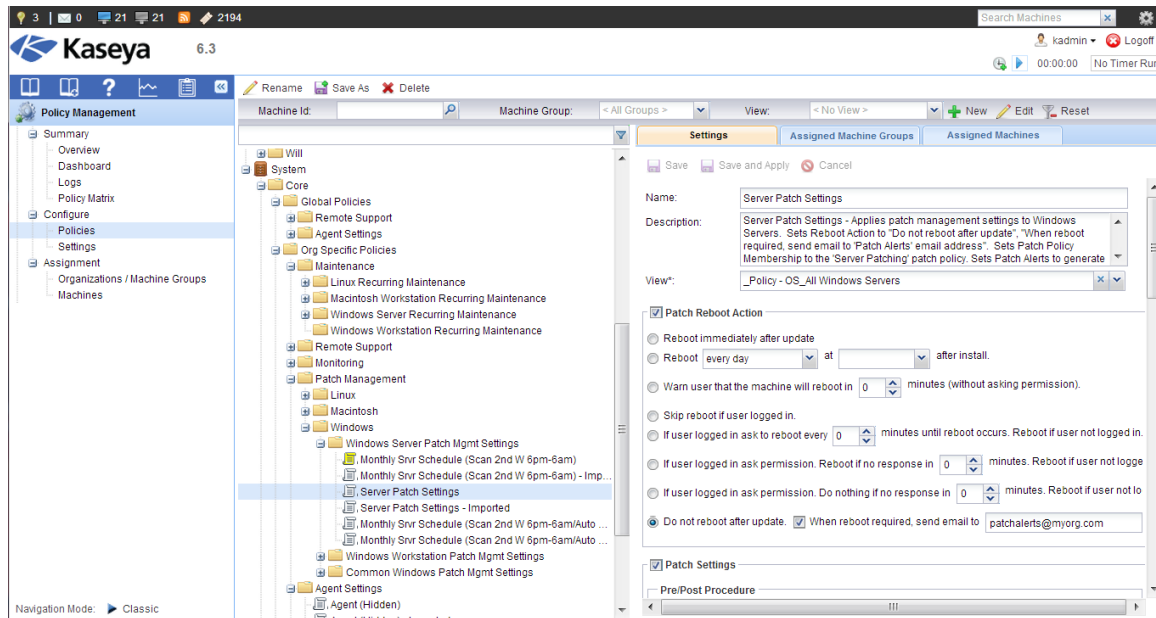 3 | 0 21 21 2194
Search Machines
Kaseya 6.3
kadmin Logoff
00:00:00 No Timer Run
Rename Save As Delete
Policy Management
Machine Id: Machine Group: < All Groups > View: < No View > New Edit Reset
Summary
Overview
Dashboard
Logs
Policy Matrix
Configure
Policies
Settings
Assignment
Organizations / Machine Groups
Machines
Navigation Mode: Classic
Will
System
Core
Global Policies
Remote Support
Agent Settings
Org Specific Policies
Maintenance
Linux Recurring Maintenance
Macintosh Workstation Recurring Maintenance
Windows Server Recurring Maintenance
Windows Workstation Recurring Maintenance
Remote Support
Monitoring
Patch Management
Linux
Macintosh
Windows
Windows Server Patch Mgmt Settings
Monthly Srvr Schedule (Scan 2nd W 6pm-6am)
Monthly Srvr Schedule (Scan 2nd W 6pm-6am) - Imp...
Server Patch Settings
Server Patch Settings - Imported
Monthly Srvr Schedule (Scan 2nd W 6pm-6am/Auto ...
Monthly Srvr Schedule (Scan 2nd W 6pm-6am/Auto ...
Windows Workstation Patch Mgmt Settings
Common Windows Patch Mgmt Settings
Agent Settings
Agent (Hidden)
Settings Assigned Machine Groups Assigned Machines
Save Save and Apply Cancel
Name: Server Patch Settings
Description: Server Patch Settings - Applies patch management settings to Windows
Servers. Sets Reboot Action to "Do not reboot after update", "When reboot
required, send email to 'Patch Alerts' email address". Sets Patch Policy
Membership to the 'Server Patching' patch policy. Sets Patch Alerts to generate
View*: _Policy - OS_All Windows Servers
Patch Reboot Action
Reboot immediately after update
Reboot every day at after install.
Warn user that the machine will reboot in 0 minutes (without asking permission).
Skip reboot if user logged in.
If user logged in ask to reboot every 0 minutes until reboot occurs. Reboot if user not logged in.
If user logged in ask permission. Reboot if no response in 0 minutes. Reboot if user not logge
If user logged in ask permission. Do nothing if no response in 0 minutes. Reboot if user not lo
Do not reboot after update. When reboot required, send email to patchalerts@myorg.com
Patch Settings
Pre/Post Procedure